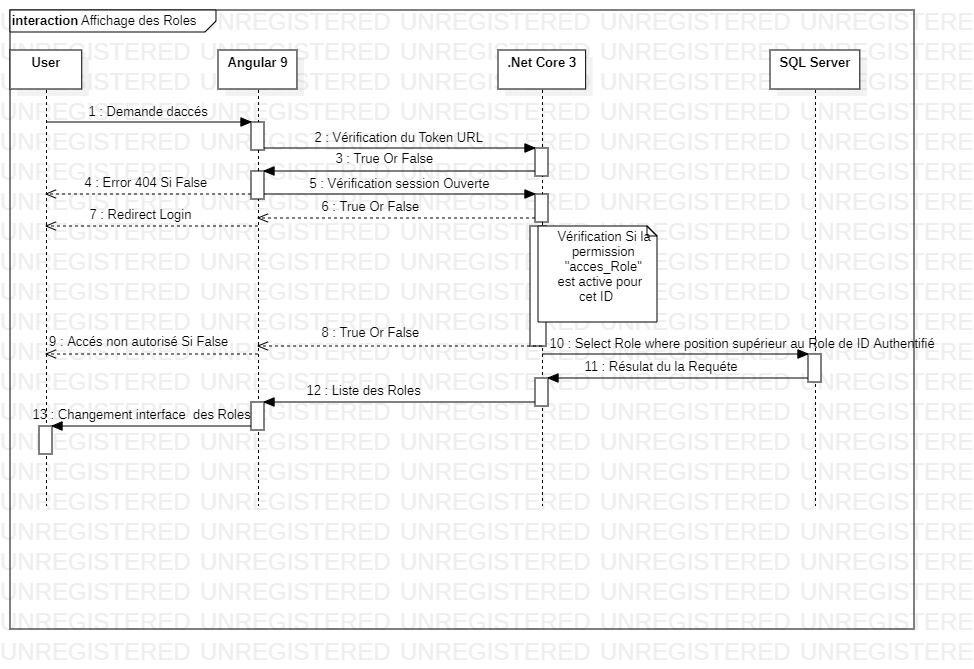 interaction Affichage des Roles
User
Angular 9
.Net Core 3
SQL Server
1 : Demande daccés
2 : Vérification du Token URL
3 : True Or False
4 : Error 404 Si False
5 : Vérification session Ouverte
6 : True Or False
7 : Redirect Login
Vérification Si la
permission
"acces_Role"
est active pour
cet ID
8 : True Or False
9 : Accés non autorisé Si False
10 : Select Role where position supérieur au Role de ID Authentifié
11 : Résulat du la Requéte
12 : Liste des Roles
13 : Changement interface  des Roles
UNREGISTERED